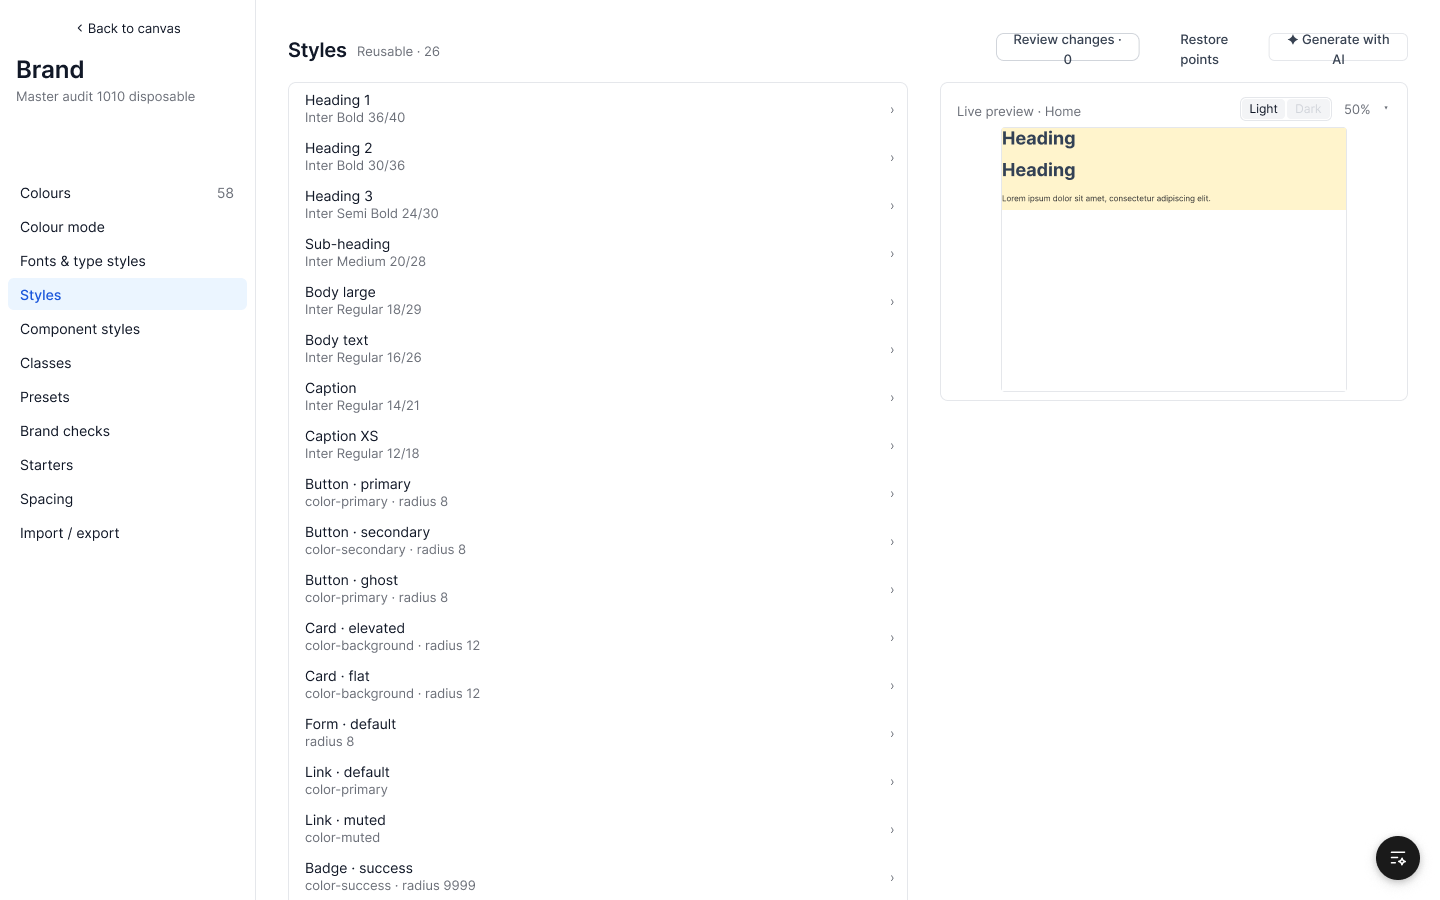 Back to canvas
Brand
Master audit 1010 disposable
Colours 58
Colour mode
Fonts & type styles
Styles
Component styles
Classes
Presets
Brand checks
Starters
Spacing
Import / export
Styles Reusable · 26
Review changes ·
0
Restore
points
Generate with
AI
Heading 1
Inter Bold 36/40
Heading 2
Inter Bold 30/36
Heading 3
Inter Semi Bold 24/30
Sub-heading
Inter Medium 20/28
Body large
Inter Regular 18/29
Body text
Inter Regular 16/26
Caption
Inter Regular 14/21
Caption XS
Inter Regular 12/18
Button · primary
color-primary · radius 8
Button · secondary
color-secondary · radius 8
Button · ghost
color-primary · radius 8
Card · elevated
color-background · radius 12
Card · flat
color-background · radius 12
Form · default
radius 8
Link · default
color-primary
Link · muted
color-muted
Badge · success
color-success · radius 9999
Live preview · Home
Light Dark 50%
Heading
Heading
Lorem ipsum dolor sit amet, consectetur adipiscing elit.